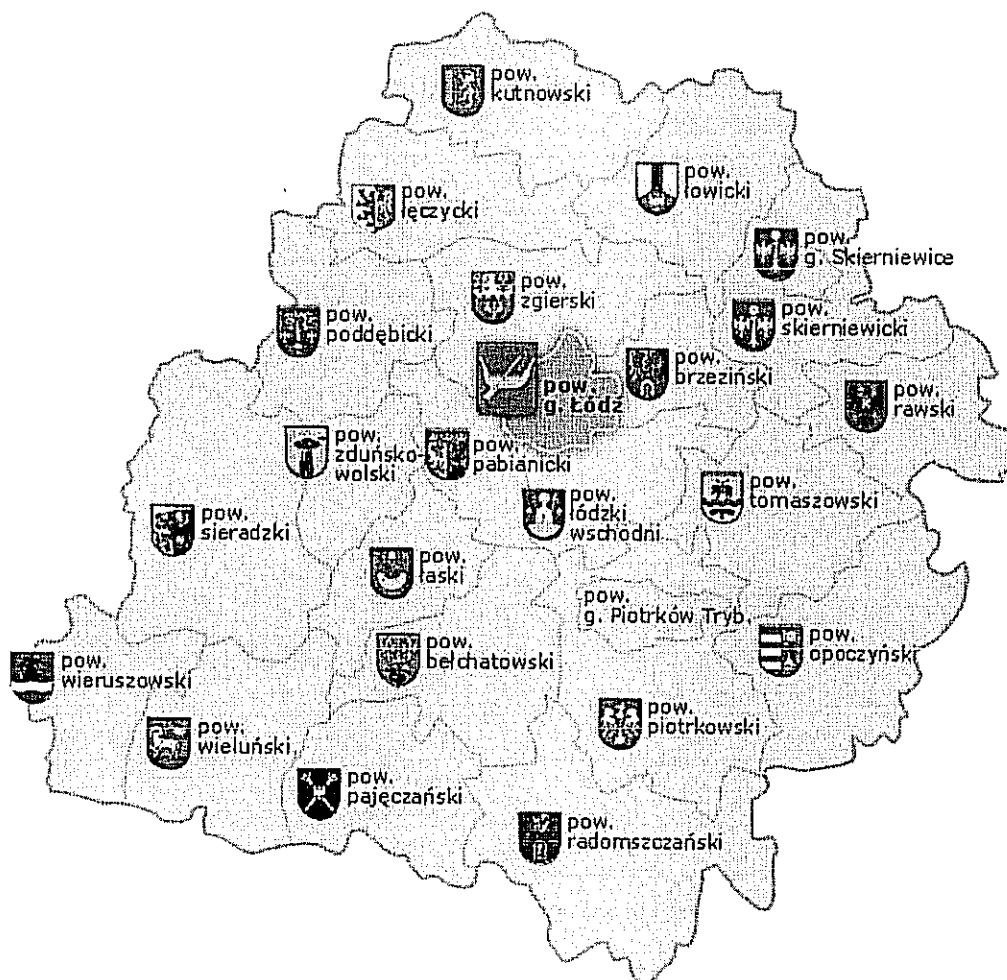 pow.
kutnowski
pow.
łowicki
pow.
łęczycki
pow.
g. Skierniewice
pow.
zgierski
pow.
skierniewicki
pow.
poddębicki
pow.
brzeziński
pow.
g. Łódź
pow.
rawski
pow.
zduńsko-
wolski
pow.
pabianicki
pow.
tomaszowski
pow.
łódzki
wschodni
pow.
sieradzki
pow.
łaski
pow.
g. Piotrków Tryb.
pow.
opoczyński
pow.
bełchatowski
pow.
wieruszowski
pow.
piotrkowski
pow.
wieluński
pow.
pajęczański
pow.
radomszczański